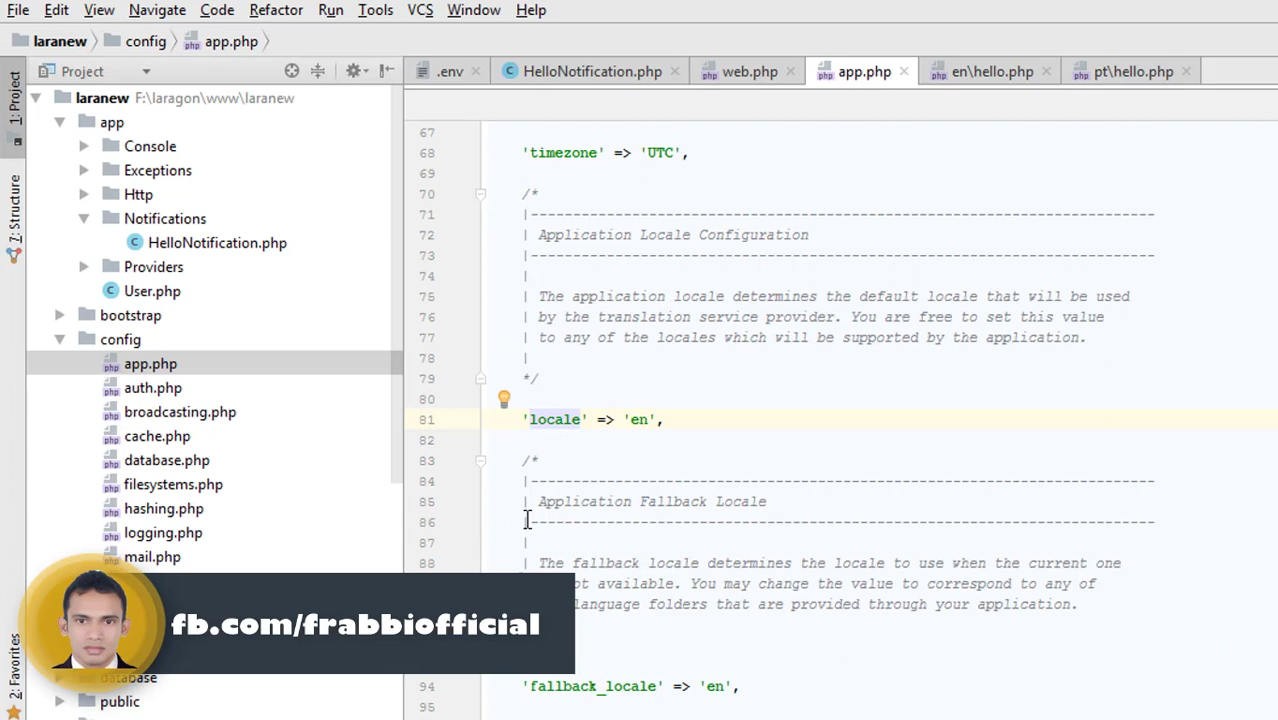 File Edit View Navigate Code Refactor Run Tools VCS Window Help
laranew config app.php
Project .env HelloNotification.php web.php app.php en\hello.php pt\hello.php
1: Project
7: Structure
2: Favorites
laranew F:\laragon\www\laranew
app
Console
Exceptions
Http
Notifications
HelloNotification.php
Providers
User.php
bootstrap
config
app.php
auth.php
broadcasting.php
cache.php
database.php
filesystems.php
hashing.php
logging.php
mail.php
database
public
67
68 'timezone' => 'UTC',
69
70 /*
71 |--------------------------------------------------------------------------
72 | Application Locale Configuration
73 |--------------------------------------------------------------------------
74 |
75 | The application locale determines the default locale that will be used
76 | by the translation service provider. You are free to set this value
77 | to any of the locales which will be supported by the application.
78 |
79 */
80
81 'locale' => 'en',
82
83 /*
84 |--------------------------------------------------------------------------
85 | Application Fallback Locale
86 |--------------------------------------------------------------------------
87 |
88 | The fallback locale determines the locale to use when the current one
available. You may change the value to correspond to any of
language folders that are provided through your application.
94 'fallback_locale' => 'en',
95
fb.com/frabbiofficial